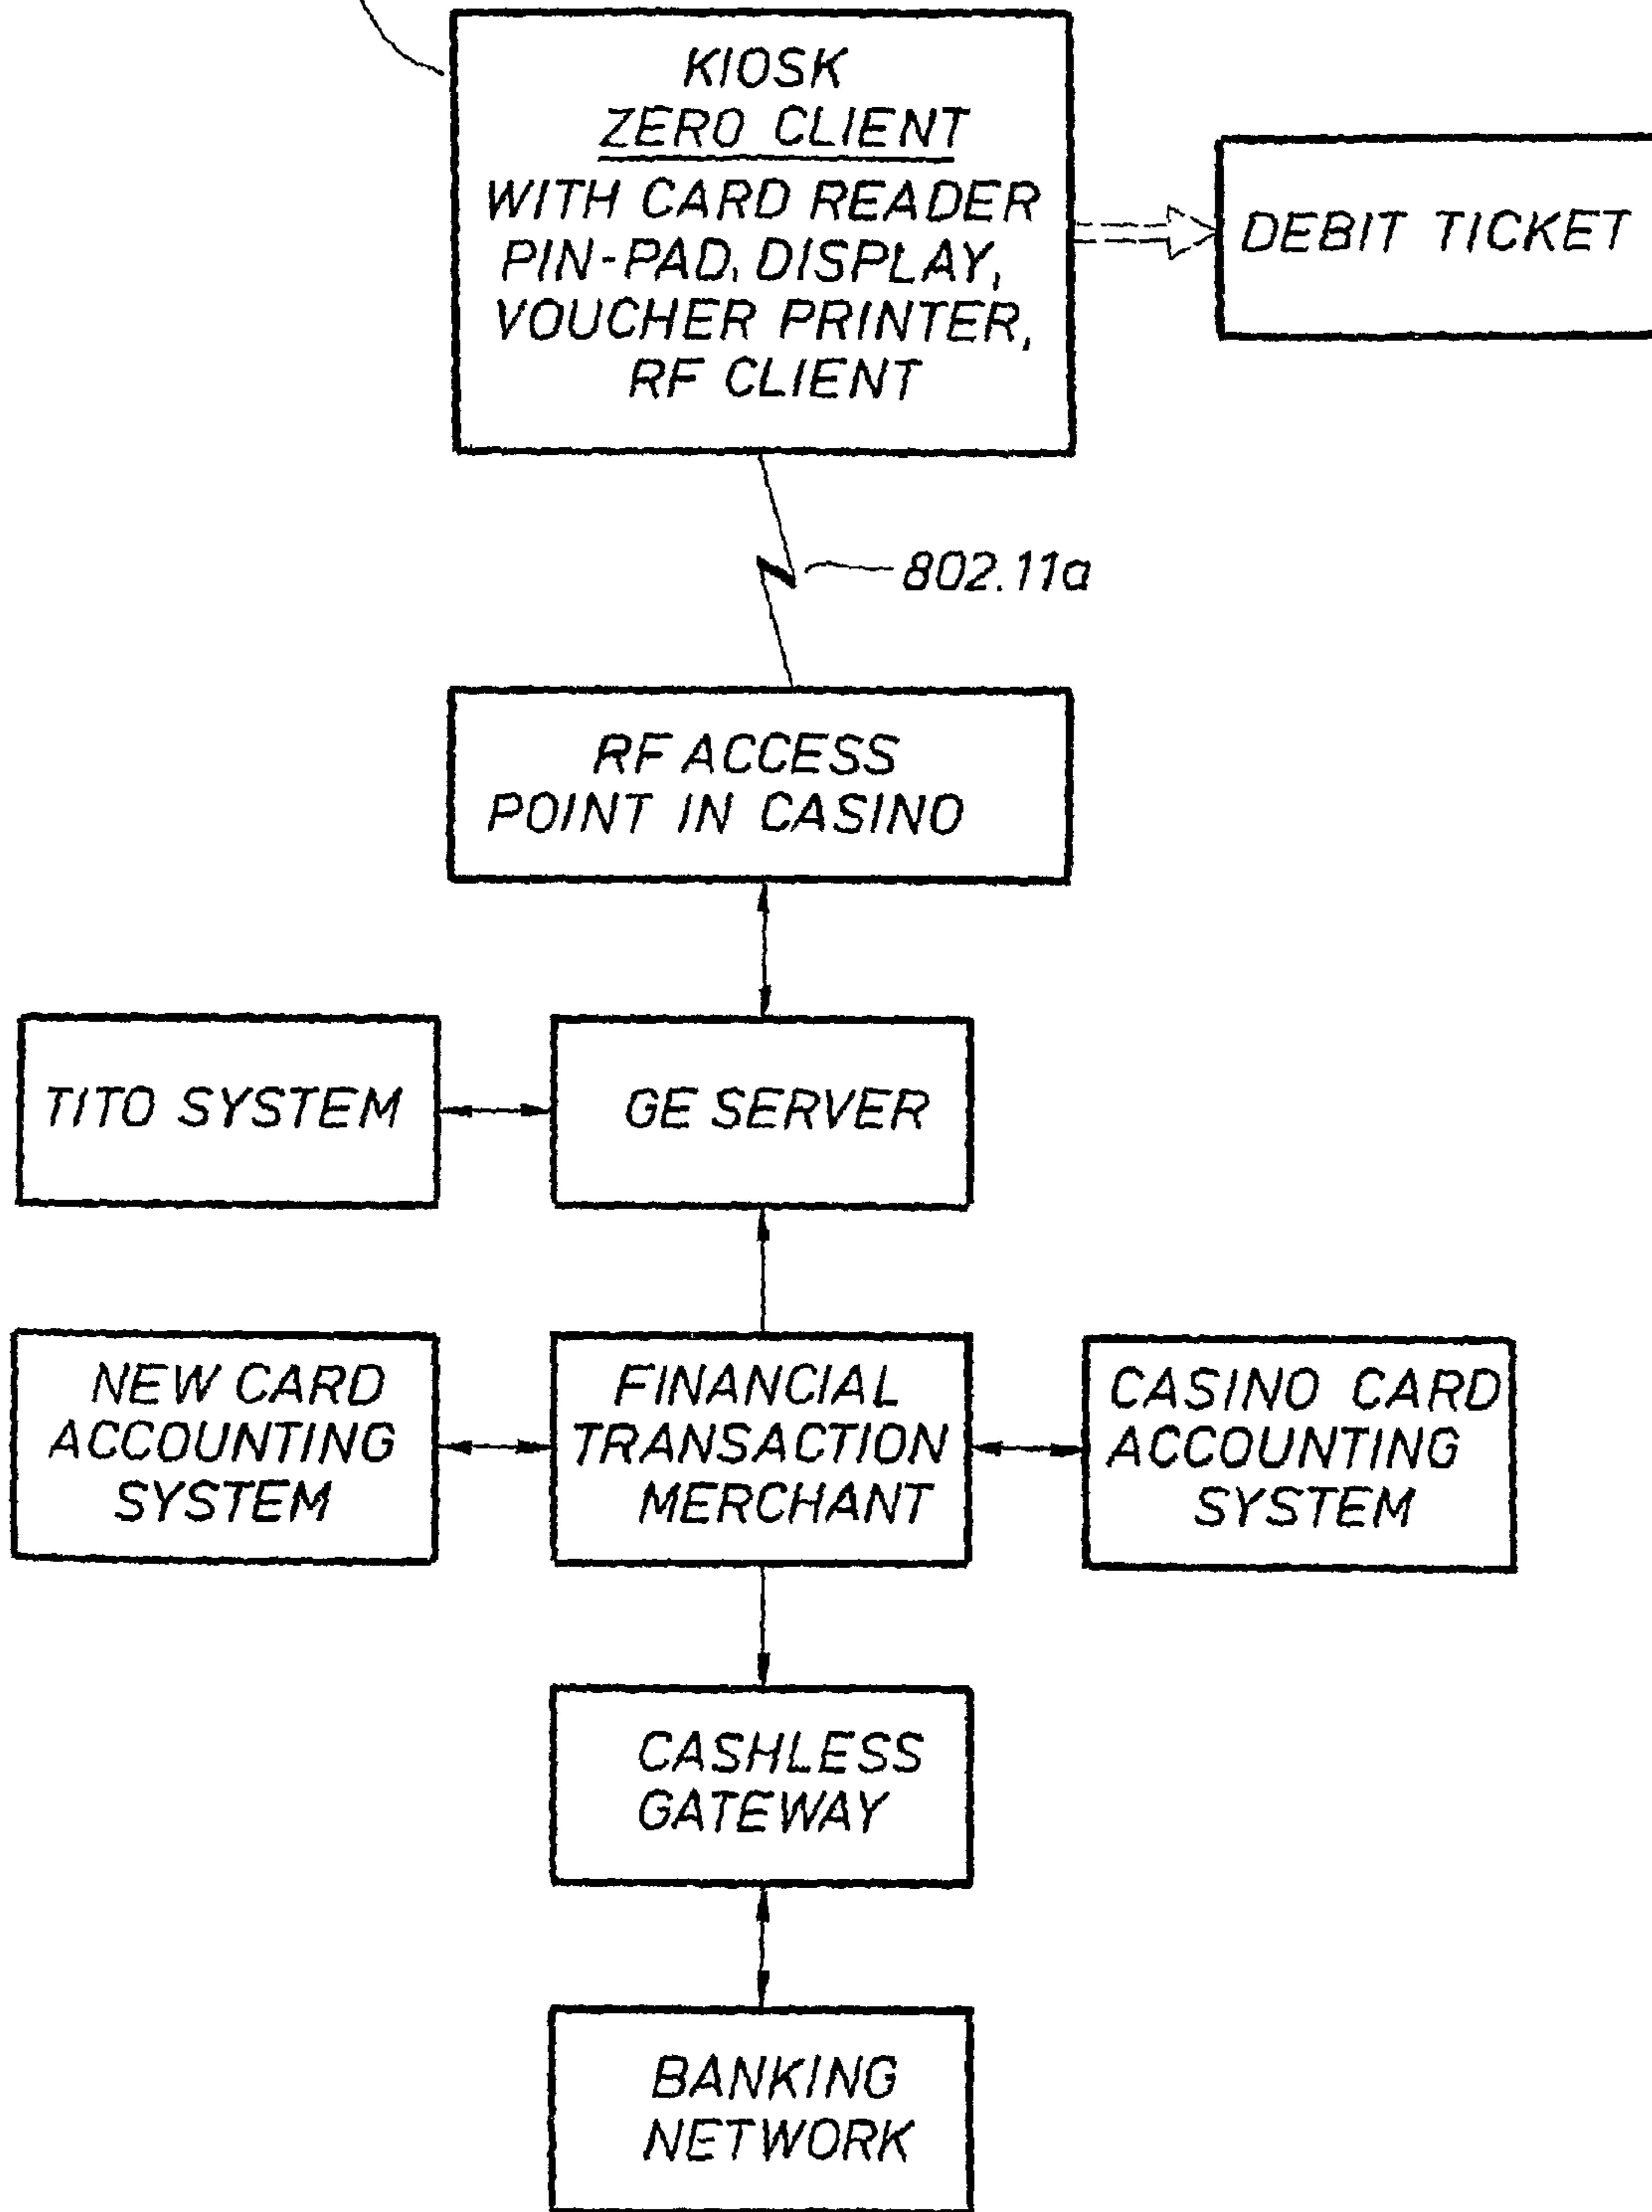 KIOSK
ZERO CLIENT
WITH CARD READER
PIN-PAD, DISPLAY,
VOUCHER PRINTER,
RF CLIENT
DEBIT TICKET
802.11a
RF ACCESS
POINT IN CASINO
TITO SYSTEM
GE SERVER
NEW CARD
ACCOUNTING
SYSTEM
FINANCIAL
TRANSACTION
MERCHANT
CASINO CARD
ACCOUNTING
SYSTEM
CASHLESS
GATEWAY
BANKING
NETWORK